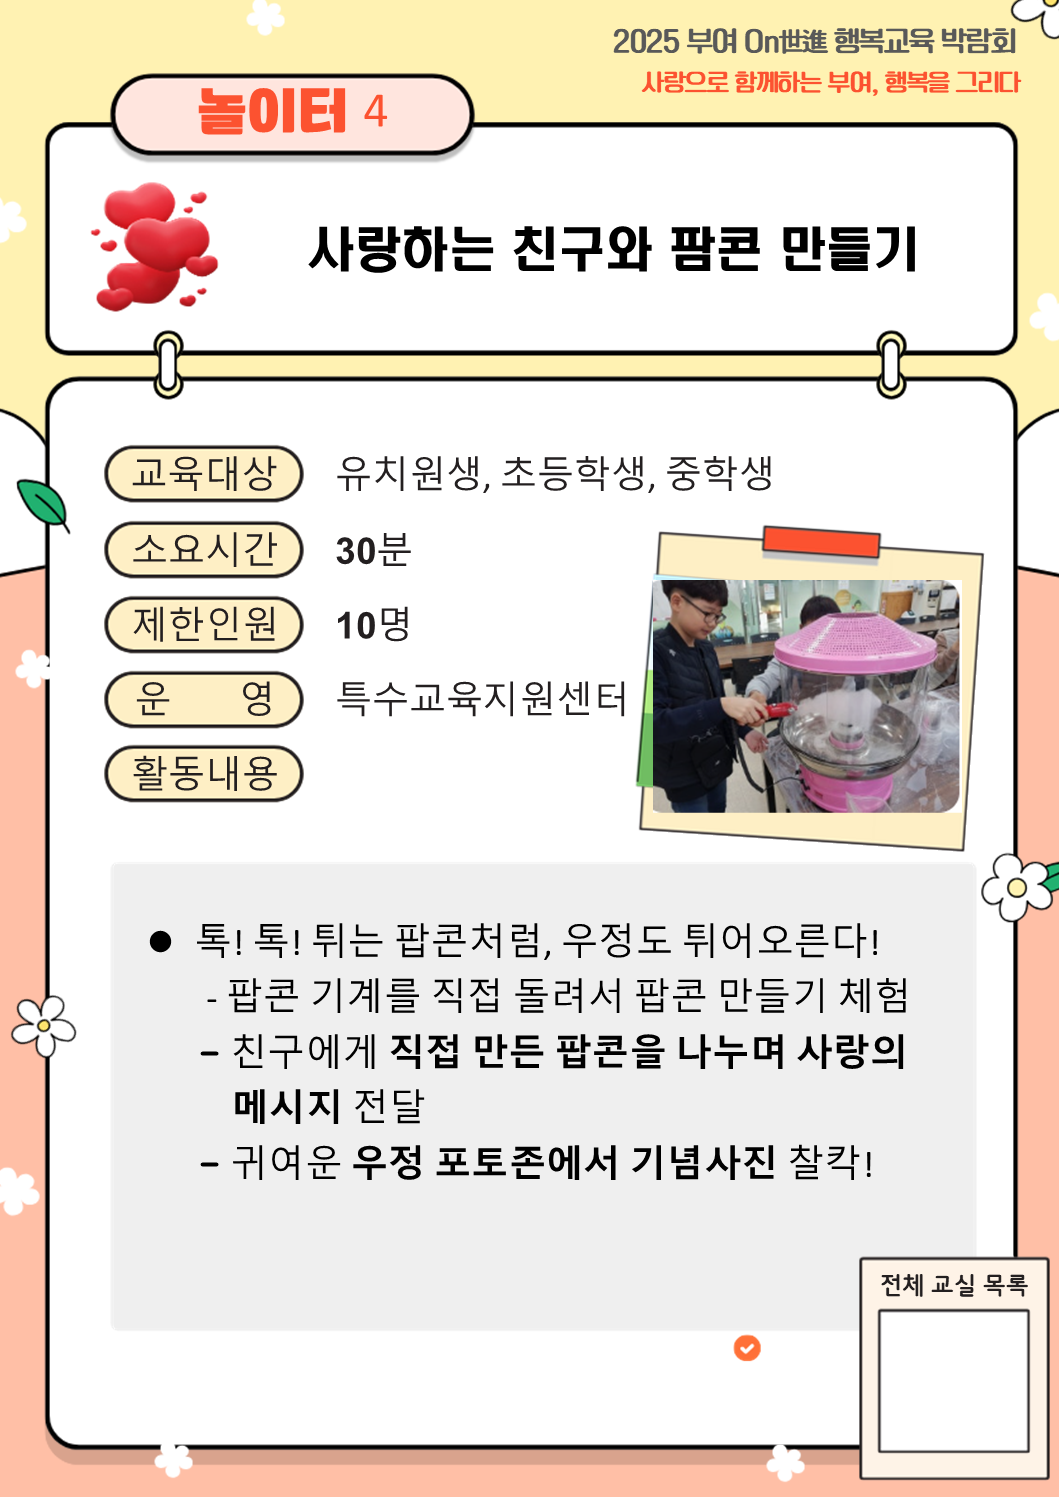 2025 부여 On世進 행복교육 박람회
사랑으로 함께하는 부여, 행복을 그리다
놀이터 4
사랑하는 친구와 팝콘 만들기
교육대상 유치원생, 초등학생, 중학생
소요시간 30분
제한인원 10명
운 영 특수교육지원센터
활동내용
● 톡! 톡! 튀는 팝콘처럼, 우정도 튀어오른다!
- 팝콘 기계를 직접 돌려서 팝콘 만들기 체험
– 친구에게 직접 만든 팝콘을 나누며 사랑의
메시지 전달
– 귀여운 우정 포토존에서 기념사진 찰칵!
전체 교실 목록